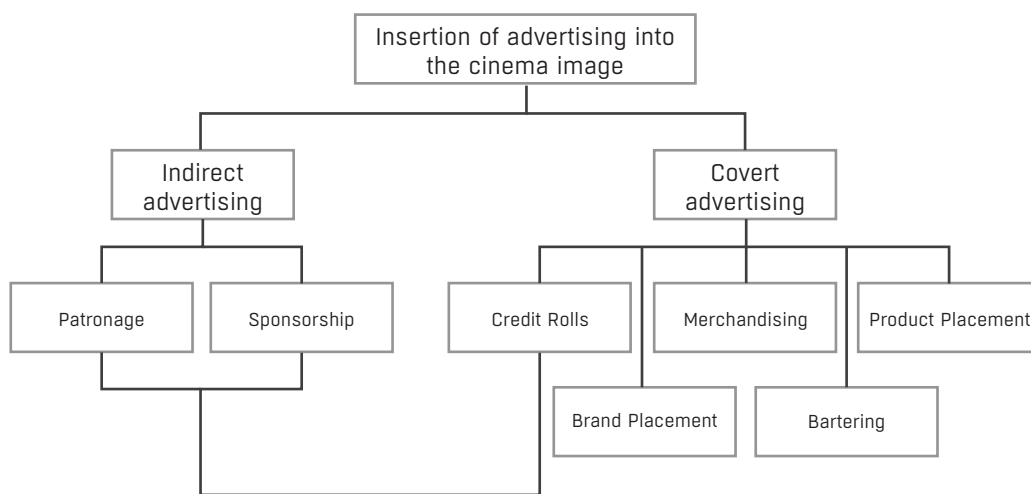 Insertion of advertising into
the cinema image
Indirect
advertising
Covert
advertising
Patronage
Sponsorship
Credit Rolls
Merchandising
Product Placement
Brand Placement
Bartering